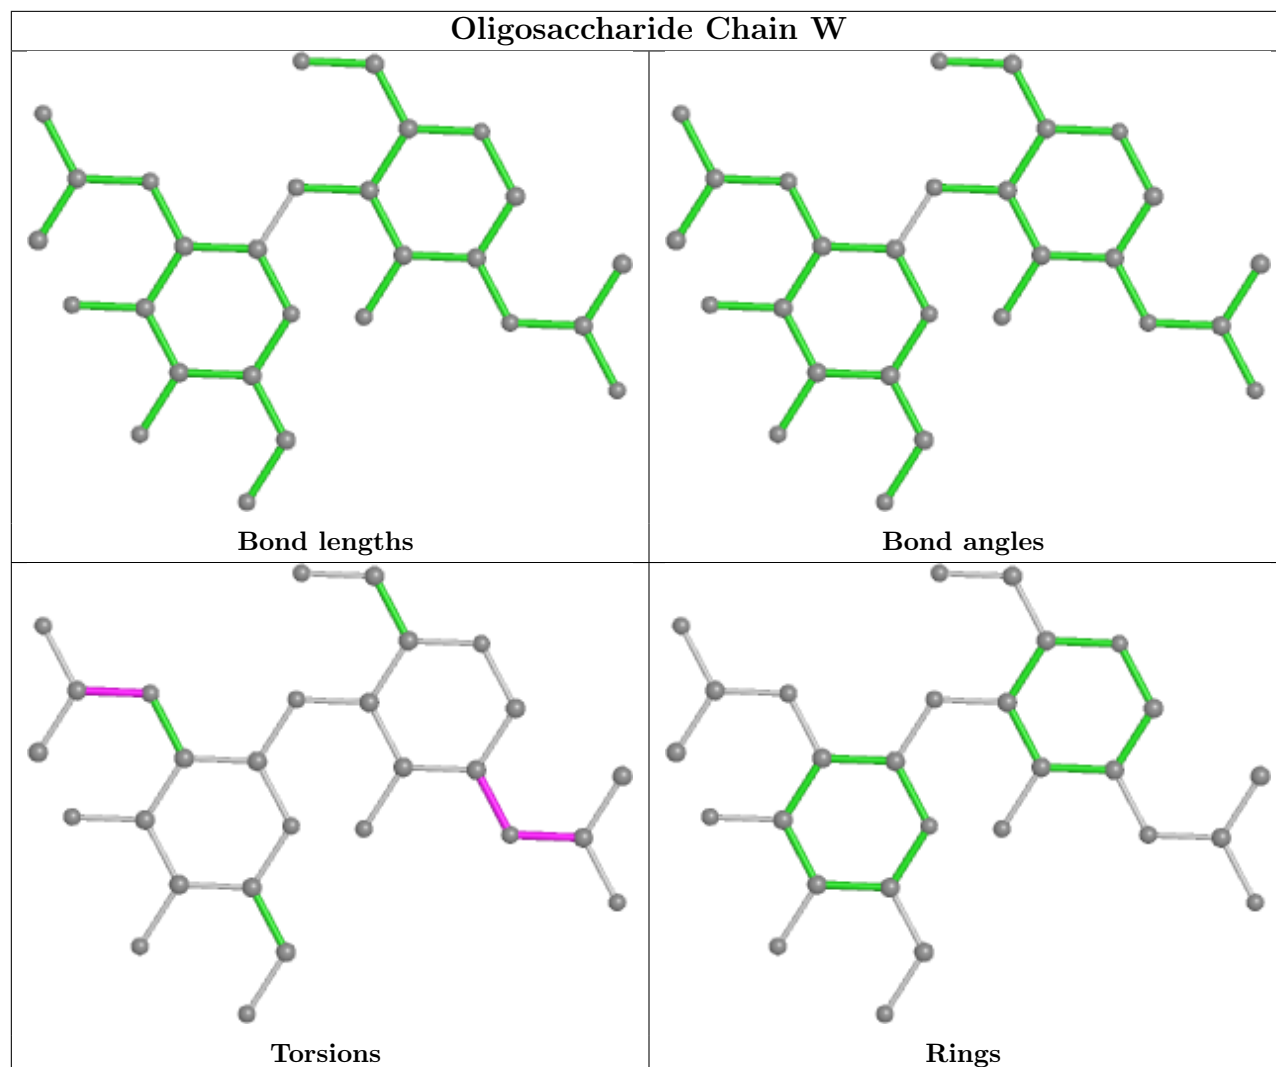 Oligosaccharide Chain W
Bond lengths
Bond angles
Torsions
Rings